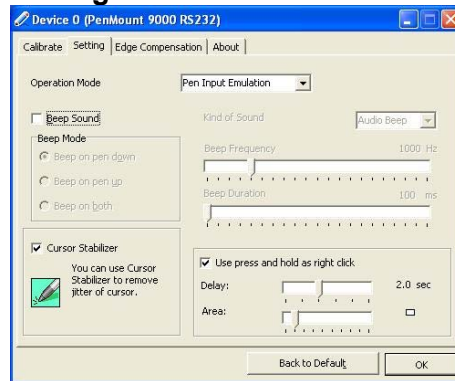 Device 0 (PenMount 9000 RS232)
Calibrate Setting Edge Compensation About
Operation Mode Pen Input Emulation
Beep Sound Kind of Sound Audio Beep
Beep Mode
Beep on pen down
Beep on pen up
Beep on both
Beep Frequency 1000 Hz
Beep Duration 100 ms
Cursor Stabilizer
You can use Cursor
Stabilizer to remove
jitter of cursor.
Use press and hold as right click
Delay: 2.0 sec
Area:
Back to Default OK